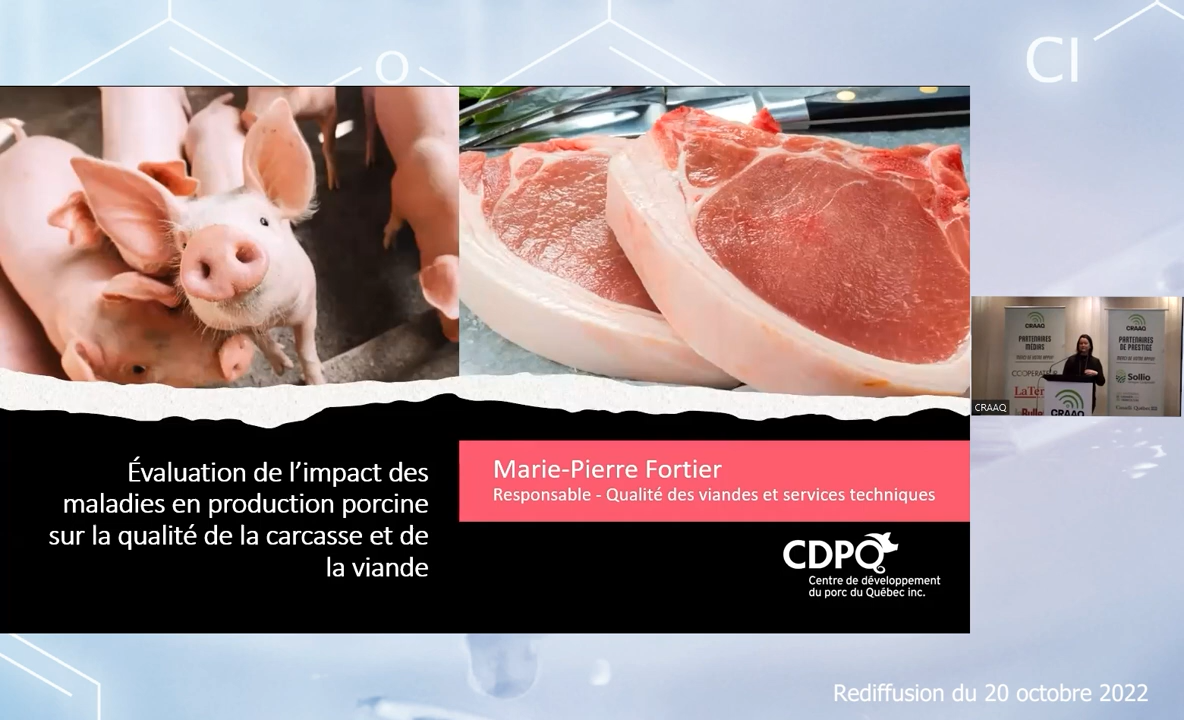 O
Cl
Évaluation de l’impact des
maladies en production porcine
sur la qualité de la carcasse et de
la viande
Marie-Pierre Fortier
Responsable - Qualité des viandes et services techniques
CDPQ
Centre de développement
du porc du Québec inc.
CRAAQ
PARTENAIRES
MÉDIAS
CRAAQ
PARTENAIRES
DE PRESTIGE
Sollio
CRAAQ
CRAAQ
Rediffusion du 20 octobre 2022